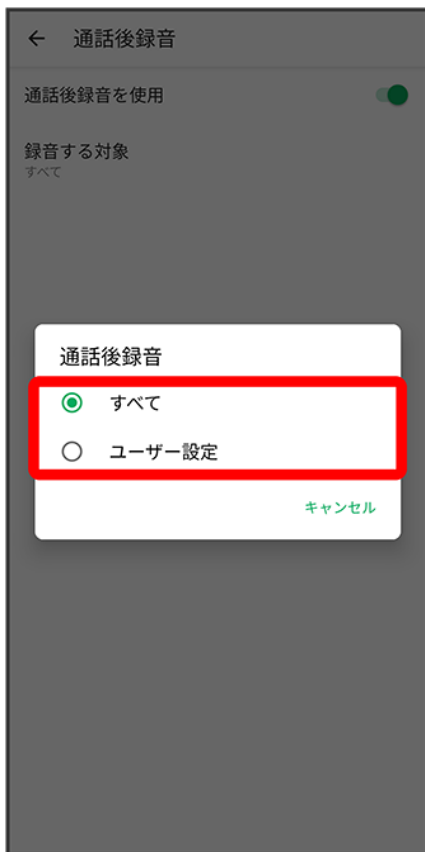 通話後録音
通話後録音を使用
録音する対象
すべて
通話後録音
すべて
ユーザー設定
キャンセル